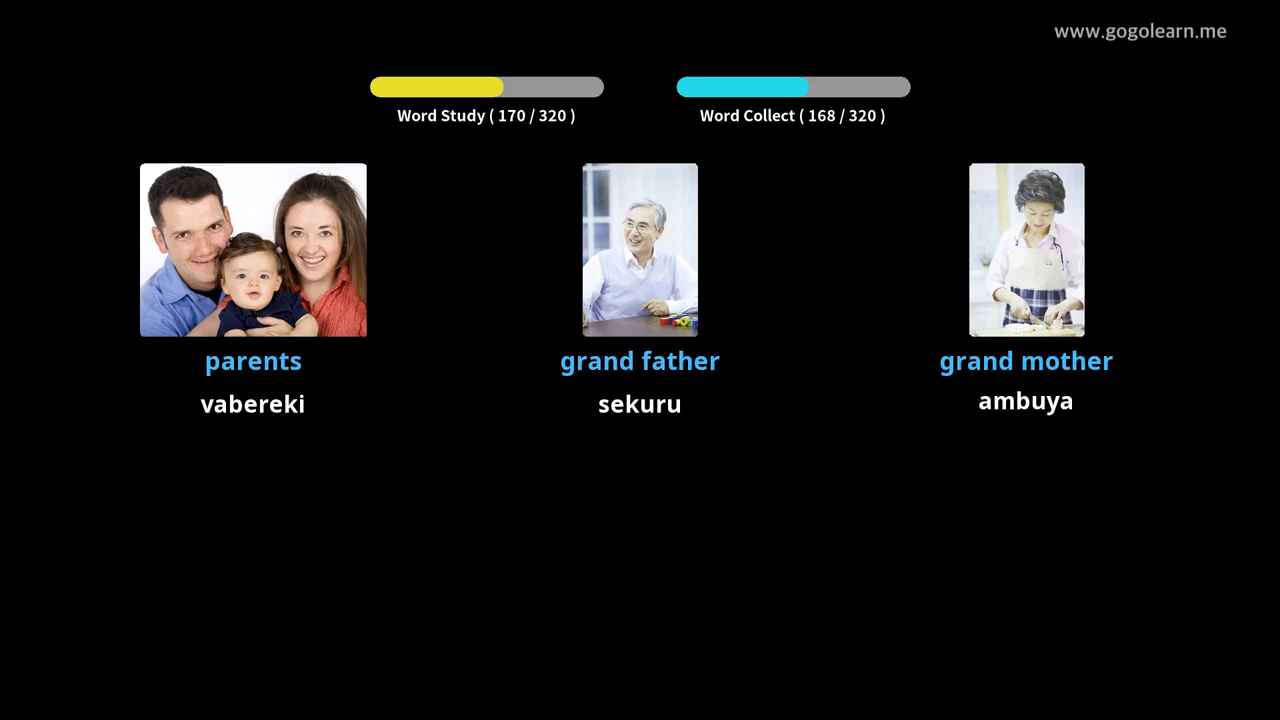 www.gogolearn.me
Word Study ( 170 / 320 )
Word Collect ( 168 / 320 )
parents
grand father
grand mother
vabereki
sekuru
ambuya